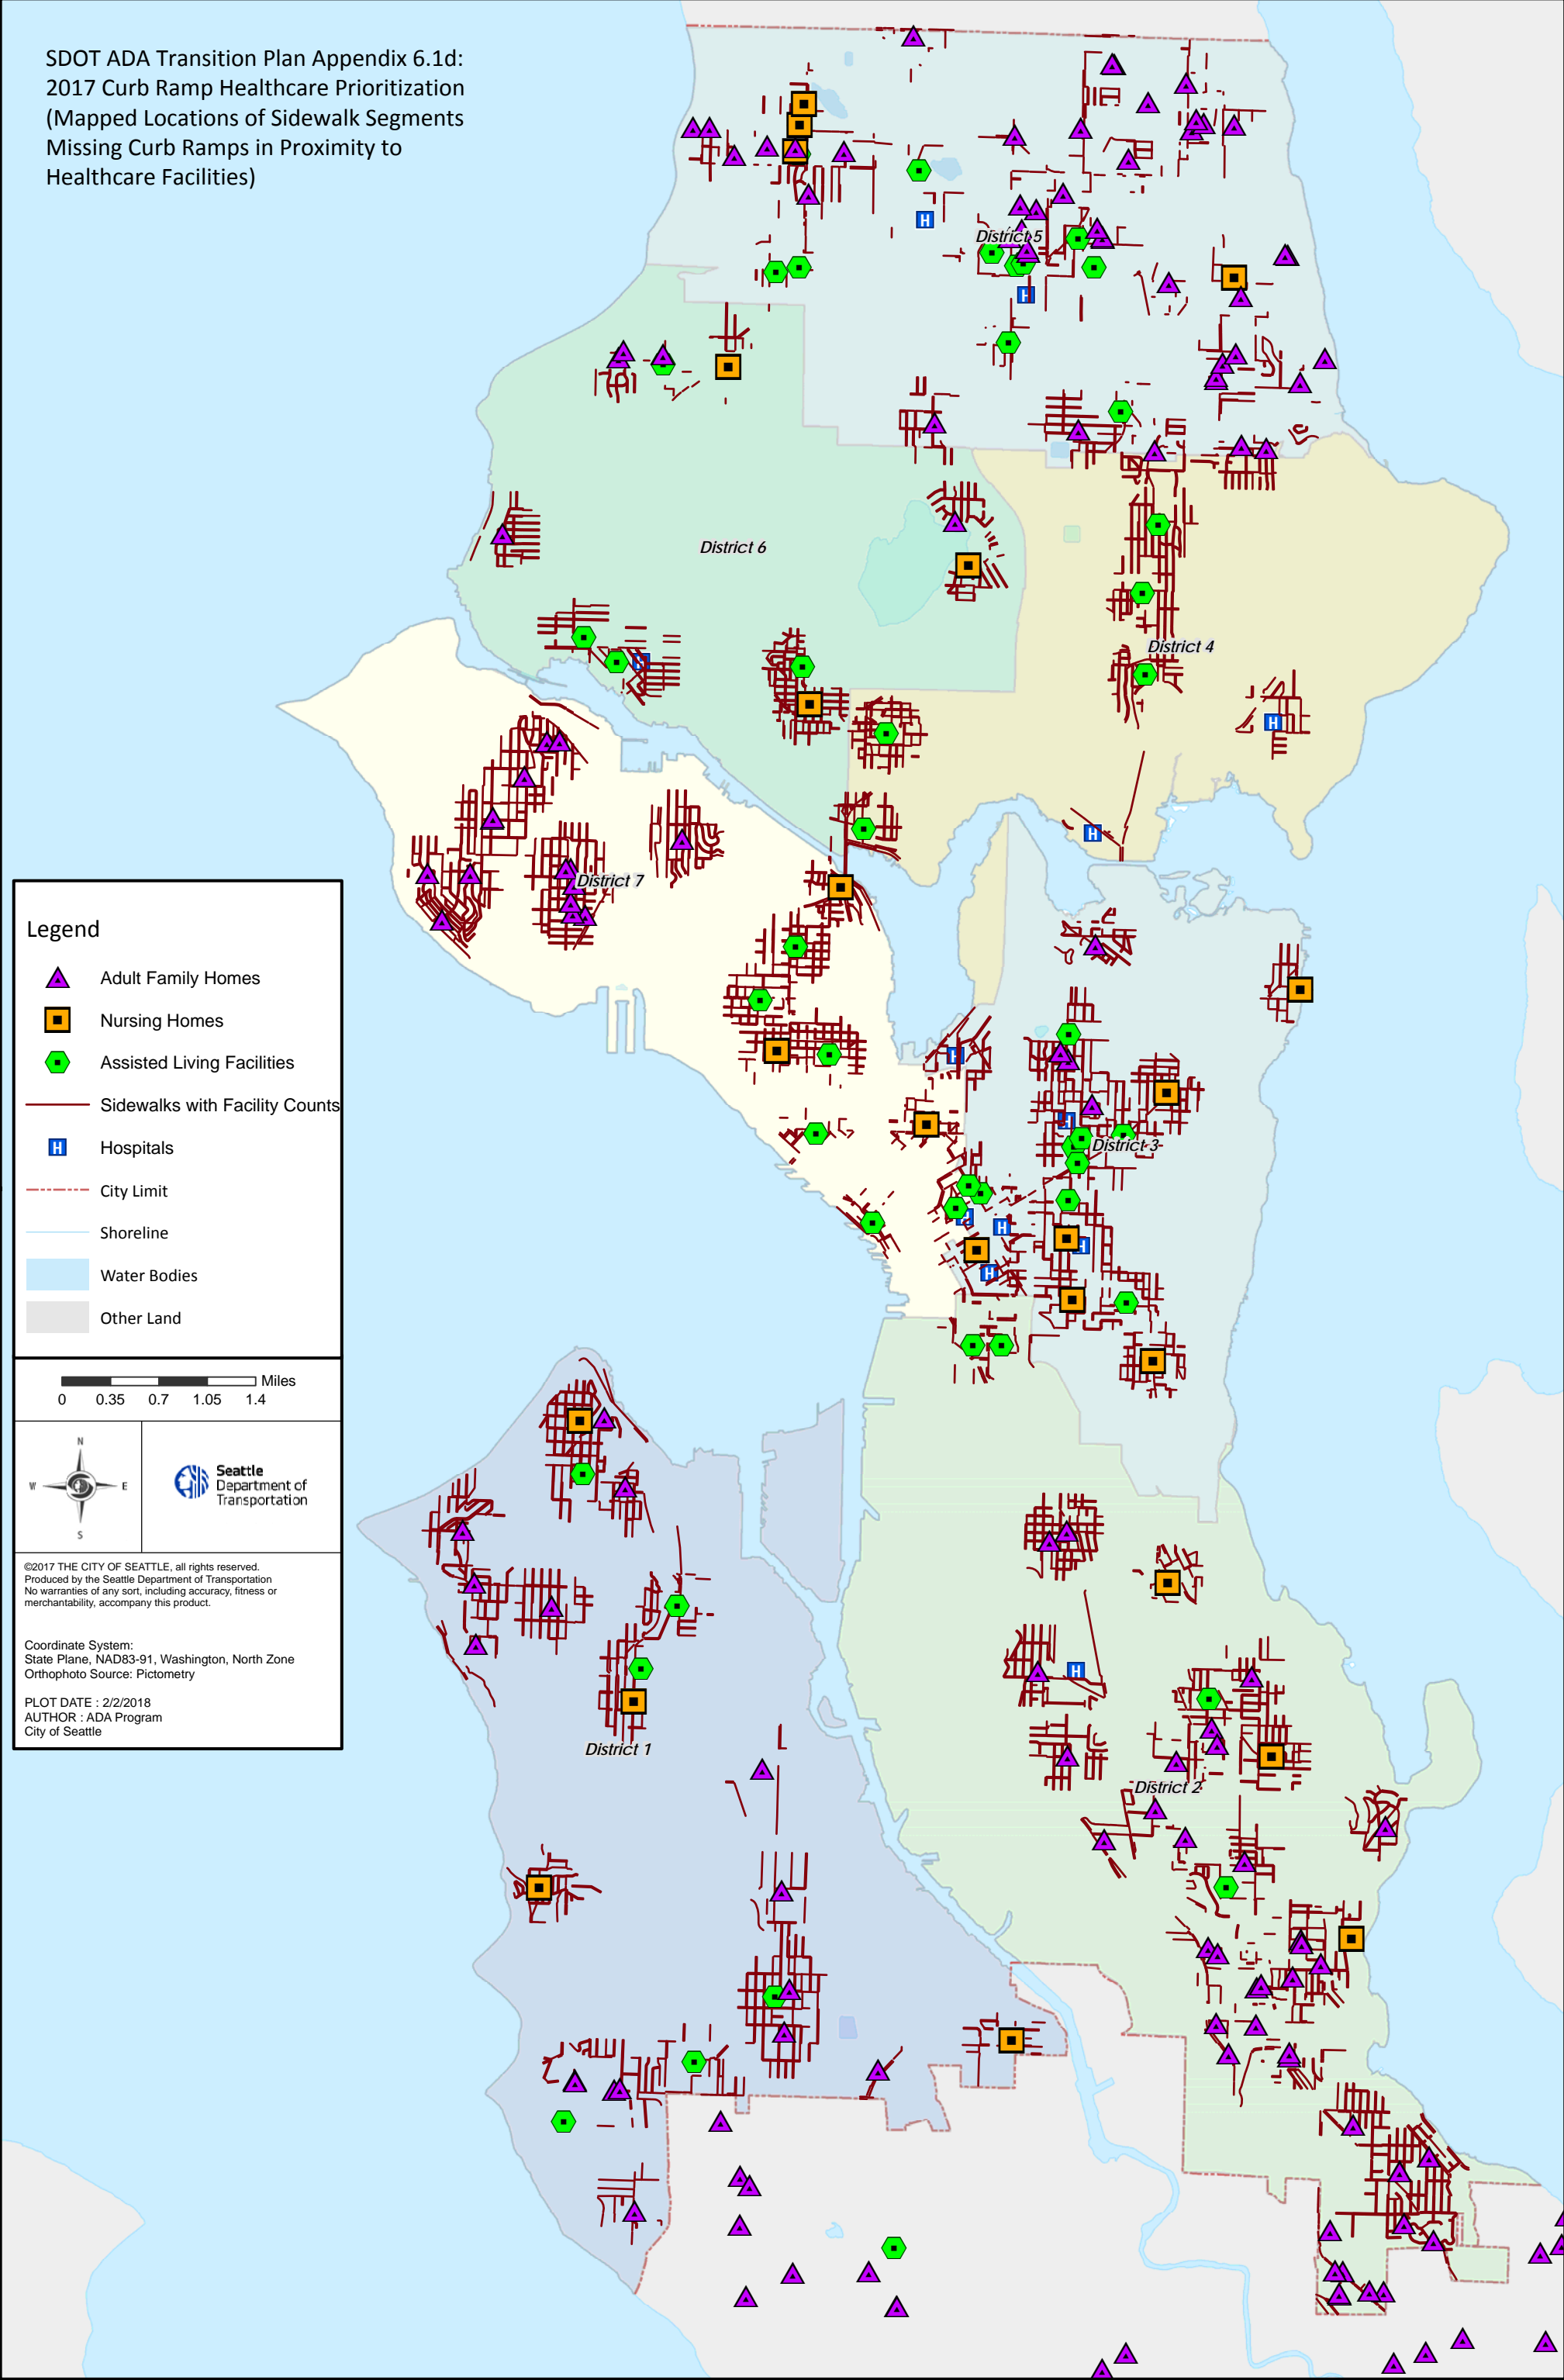 SDOT ADA Transition Plan Appendix 6.1d:
2017 Curb Ramp Healthcare Prioritization
(Mapped Locations of Sidewalk Segments
Missing Curb Ramps in Proximity to
Healthcare Facilities)
H
District 5
H
District 6
District 4
H
H
H
District 7
Legend
Adult Family Homes
Nursing Homes
Assisted Living Facilities
Sidewalks with Facility Counts
H Hospitals
City Limit
Shoreline
Water Bodies
Other Land
H
H
District 3
H
H
H
H
Miles
0 0.35 0.7 1.05 1.4
N
W E
S
Seattle
Department of
Transportation
©2017 THE CITY OF SEATTLE, all rights reserved.
Produced by the Seattle Department of Transportation
No warranties of any sort, including accuracy, fitness or
merchantability, accompany this product.
Coordinate System:
State Plane, NAD83-91, Washington, North Zone
Orthophoto Source: Pictometry
PLOT DATE : 2/2/2018
AUTHOR : ADA Program
City of Seattle
H
District 1
District 2